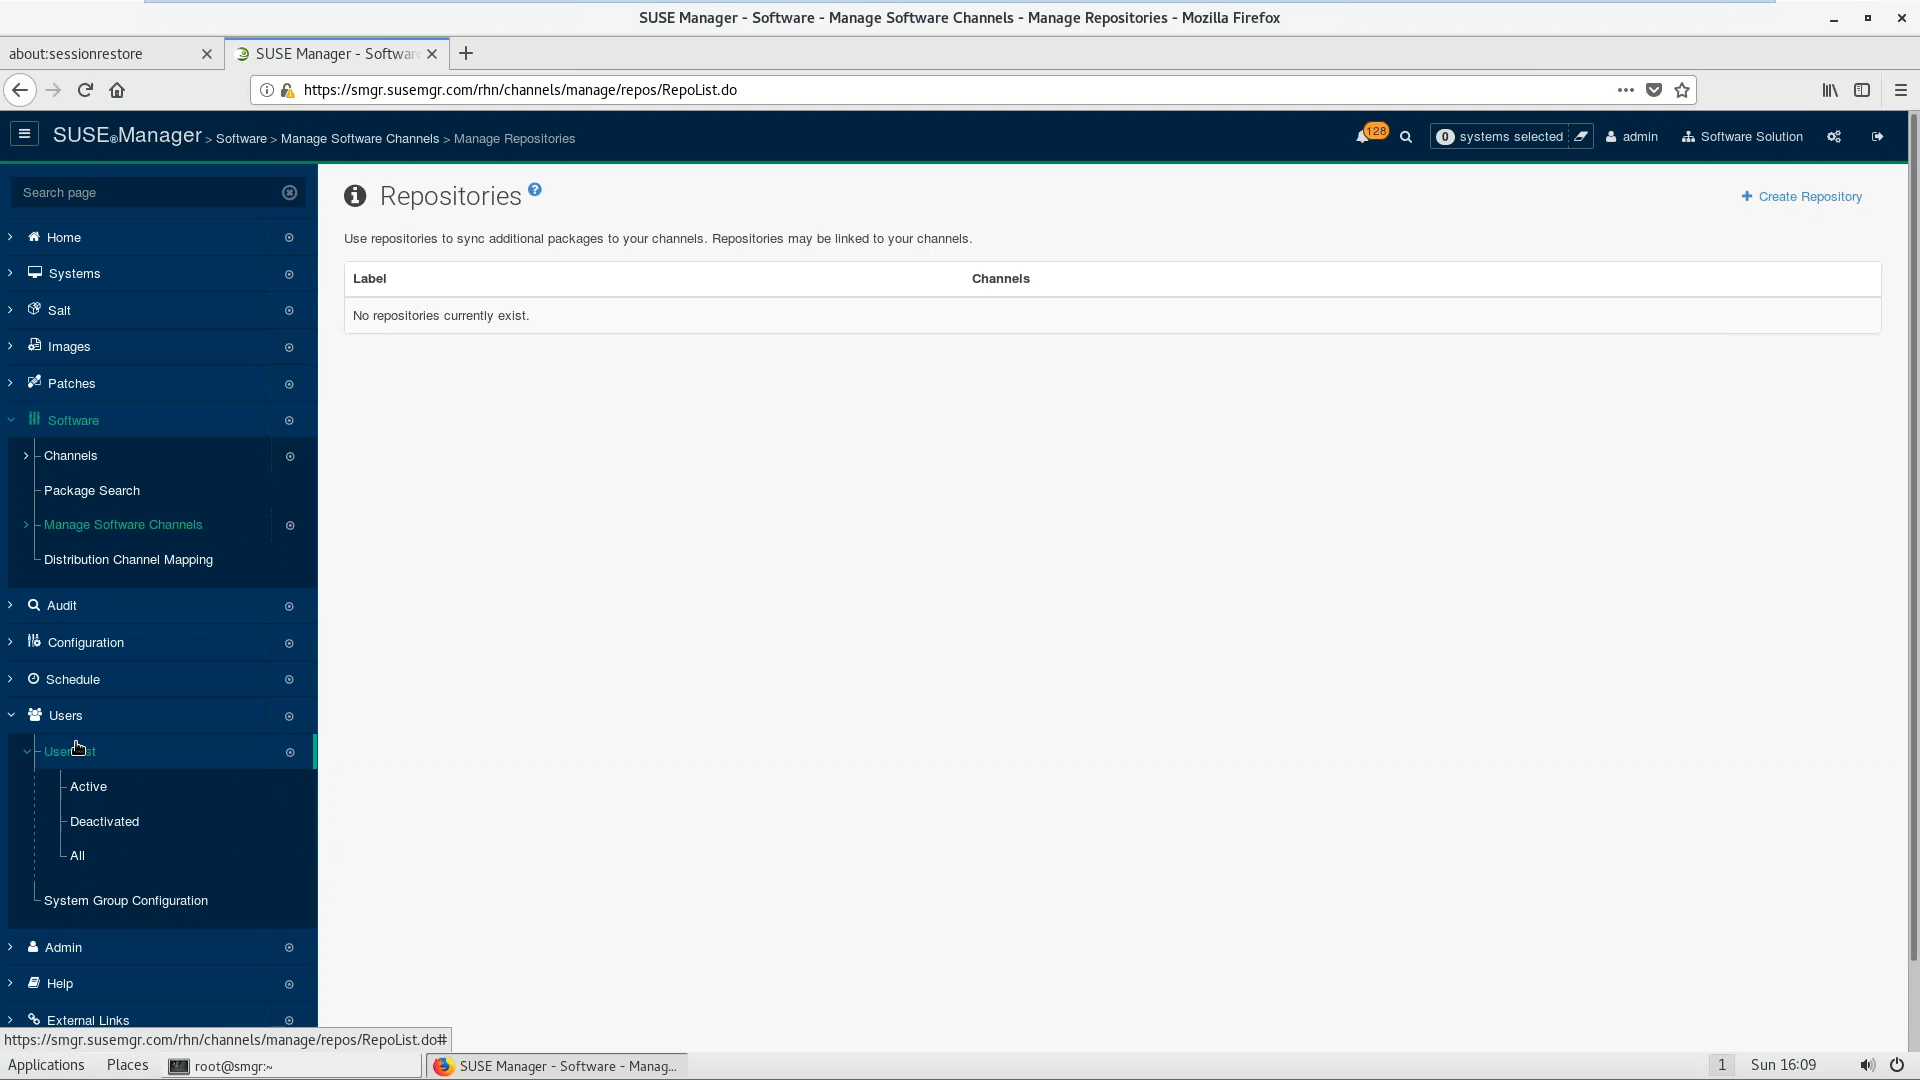 SUSE Manager - Software - Manage Software Channels - Manage Repositories - Mozilla Firefox
about:sessionrestore
SUSE Manager - Softwar
https://smgr.susemgr.com/rhn/channels/manage/repos/RepoList.do
SUSE®Manager > Software > Manage Software Channels > Manage Repositories
128
0 systems selected
admin
Software Solution
Search page
Home
Systems
Salt
Images
Patches
Software
Channels
Package Search
Manage Software Channels
Distribution Channel Mapping
Audit
Configuration
Schedule
Users
Active
Deactivated
All
System Group Configuration
Admin
Help
External Links
Repositories
Create Repository
Use repositories to sync additional packages to your channels. Repositories may be linked to your channels.
Label Channels
No repositories currently exist.
https://smgr.susemgr.com/rhn/channels/manage/repos/RepoList.do#
Applications Places root@smgr:~ SUSE Manager - Software - Manag... 1 Sun 16:09